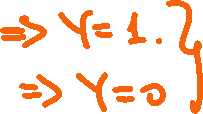 => Y = 1. }
=> Y = 0